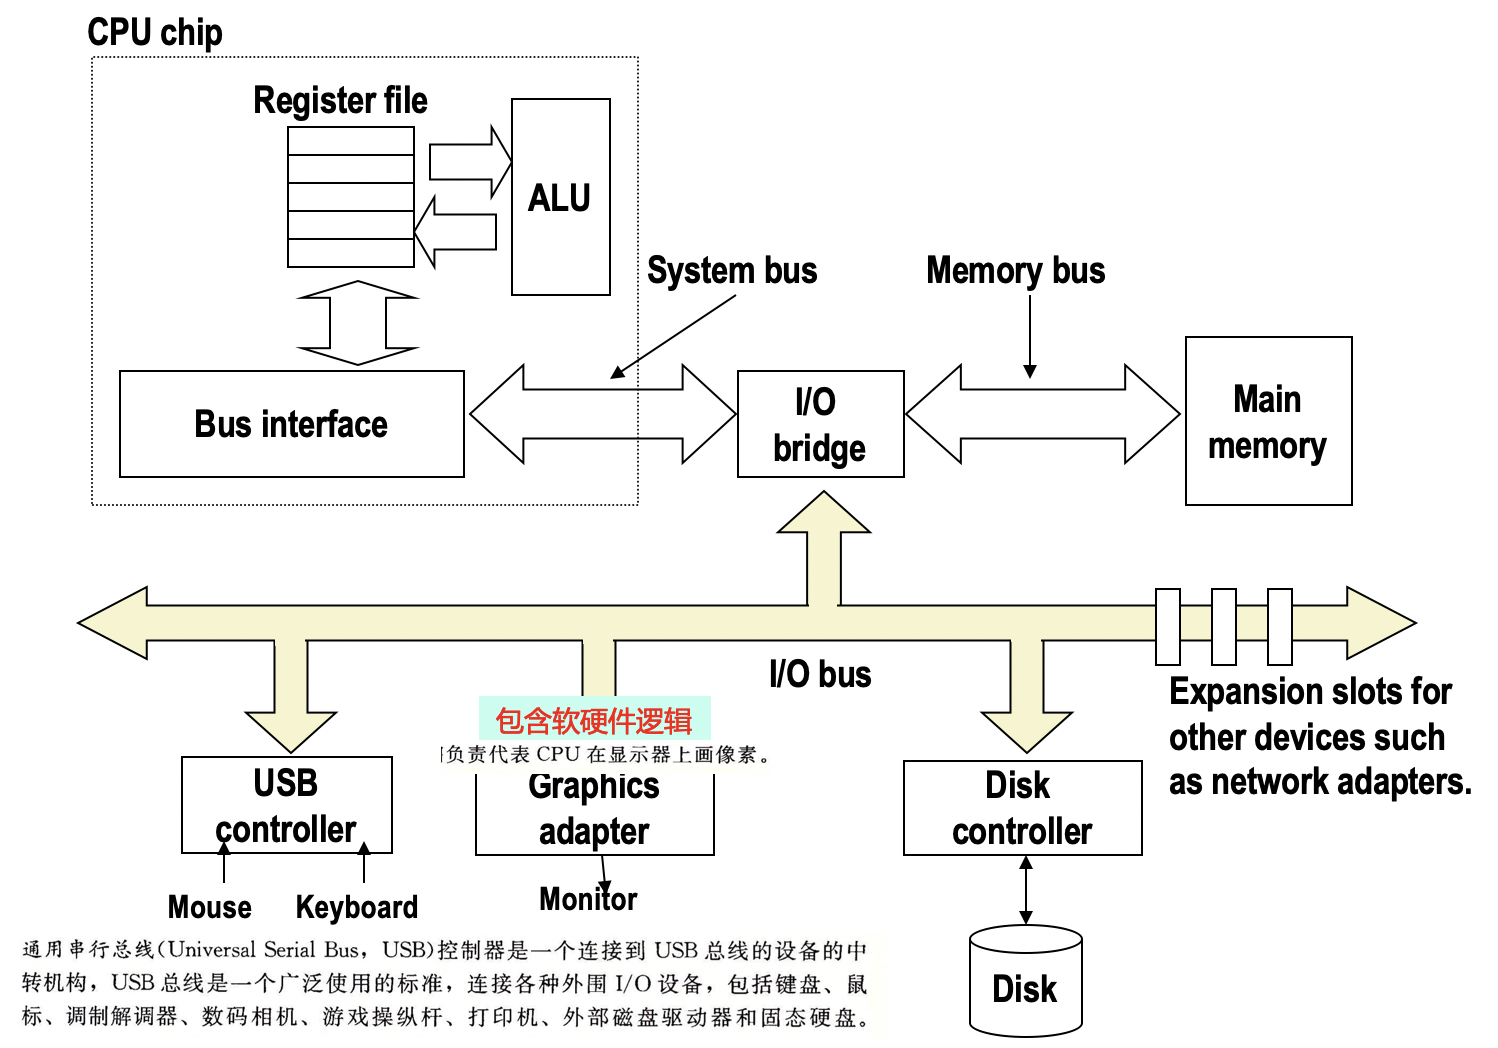 CPU chip
Register file
ALU
System bus
Memory bus
Bus interface
I/O
bridge
Main
memory
I/O bus
Expansion slots for
other devices such
as network adapters.
包含软硬件逻辑
负责代表 CPU 在显示器上画像素。
USB
controller
Graphics
adapter
Disk
controller
Mouse
Keyboard
Monitor
Disk
通用串行总线(Universal Serial Bus，USB)控制器是一个连接到 USB 总线的设备的中
转机构，USB 总线是一个广泛使用的标准，连接各种外围 I/O 设备，包括键盘、鼠
标、调制解调器、数码相机、游戏操纵杆、打印机、外部磁盘驱动器和固态硬盘。